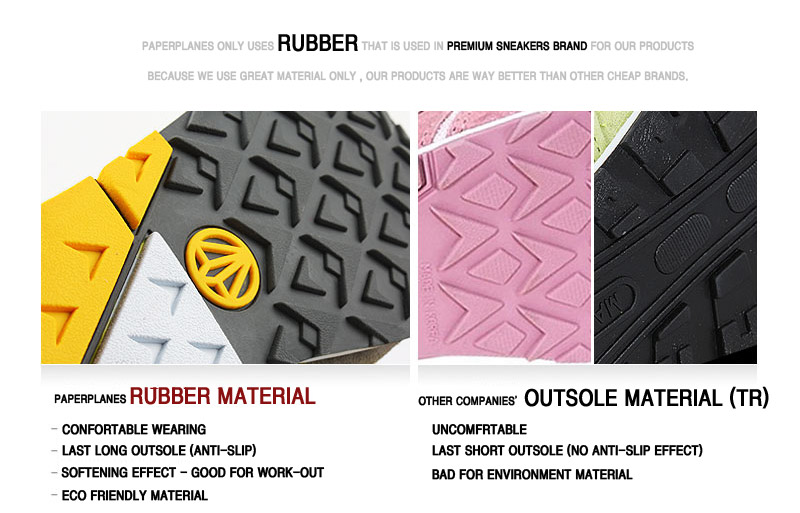 PAPERPLANES ONLY USES RUBBER THAT IS USED IN PREMIUM SNEAKERS BRAND FOR OUR PRODUCTS
BECAUSE WE USE GREAT MATERIAL ONLY , OUR PRODUCTS ARE WAY BETTER THAN OTHER CHEAP BRANDS.
PAPERPLANES RUBBER MATERIAL
- CONFORTABLE WEARING
- LAST LONG OUTSOLE (ANTI-SLIP)
- SOFTENING EFFECT - GOOD FOR WORK-OUT
- ECO FRIENDLY MATERIAL
MADE IN KOREA
OTHER COMPANIES' OUTSOLE MATERIAL (TR)
UNCOMFRTABLE
LAST SHORT OUTSOLE (NO ANTI-SLIP EFFECT)
BAD FOR ENVIRONMENT MATERIAL